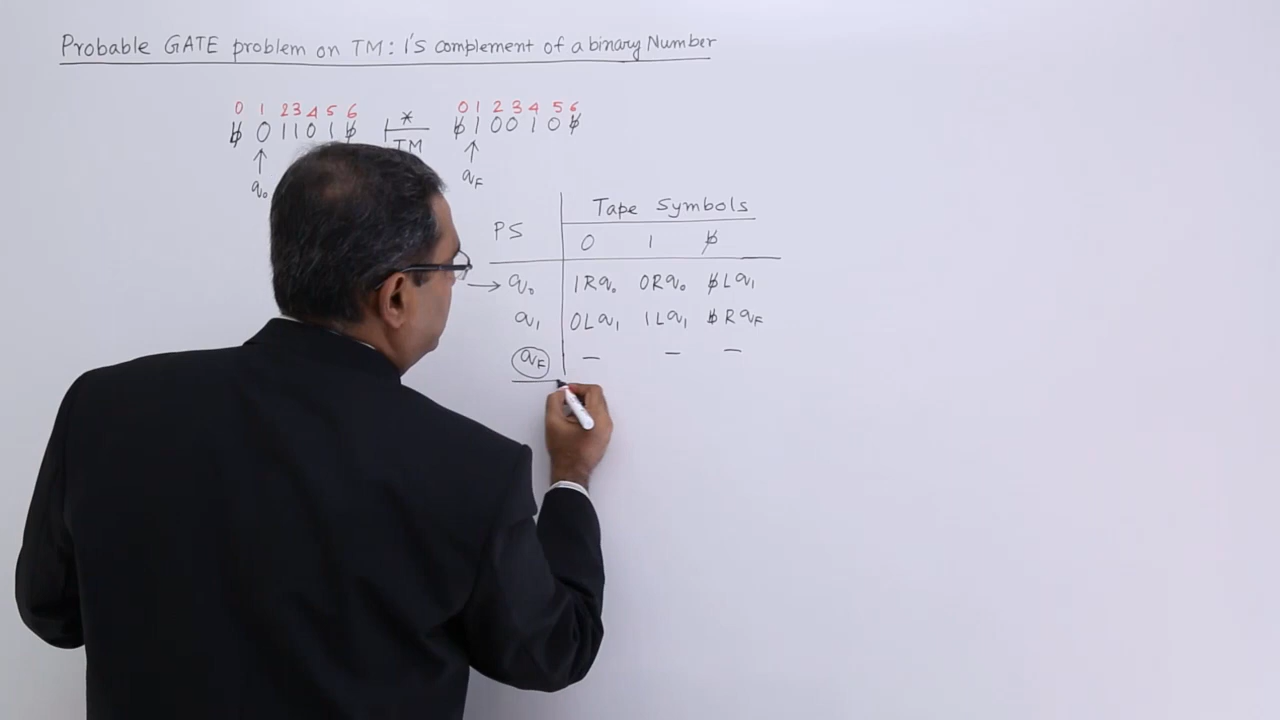 Probable GATE problem on TM: 1's complement of a binary Number
0 1 2 3 4 5 6 0 1 2 3 4 5 6
ƀ 0 1 1 0 1 ƀ ⊢* ƀ 1 0 0 1 0 ƀ
TM
q₀ q_F
Tape Symbols
PS 0 1 ƀ
→ q₀ 1Rq₀ 0Rq₀ ƀLq₁
q₁ 0Lq₁ 1Lq₁ ƀRq_F
q_F – – –